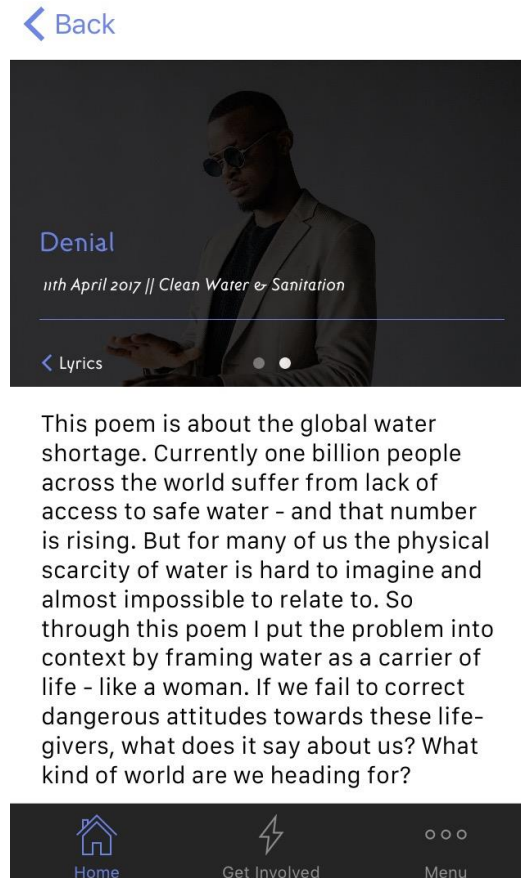 Back
Denial
11th April 2017 // Clean Water & Sanitation
Lyrics
This poem is about the global water
shortage. Currently one billion people
across the world suffer from lack of
access to safe water - and that number
is rising. But for many of us the physical
scarcity of water is hard to imagine and
almost impossible to relate to. So
through this poem I put the problem into
context by framing water as a carrier of
life - like a woman. If we fail to correct
dangerous attitudes towards these life-
givers, what does it say about us? What
kind of world are we heading for?
Home
Get Involved
Menu